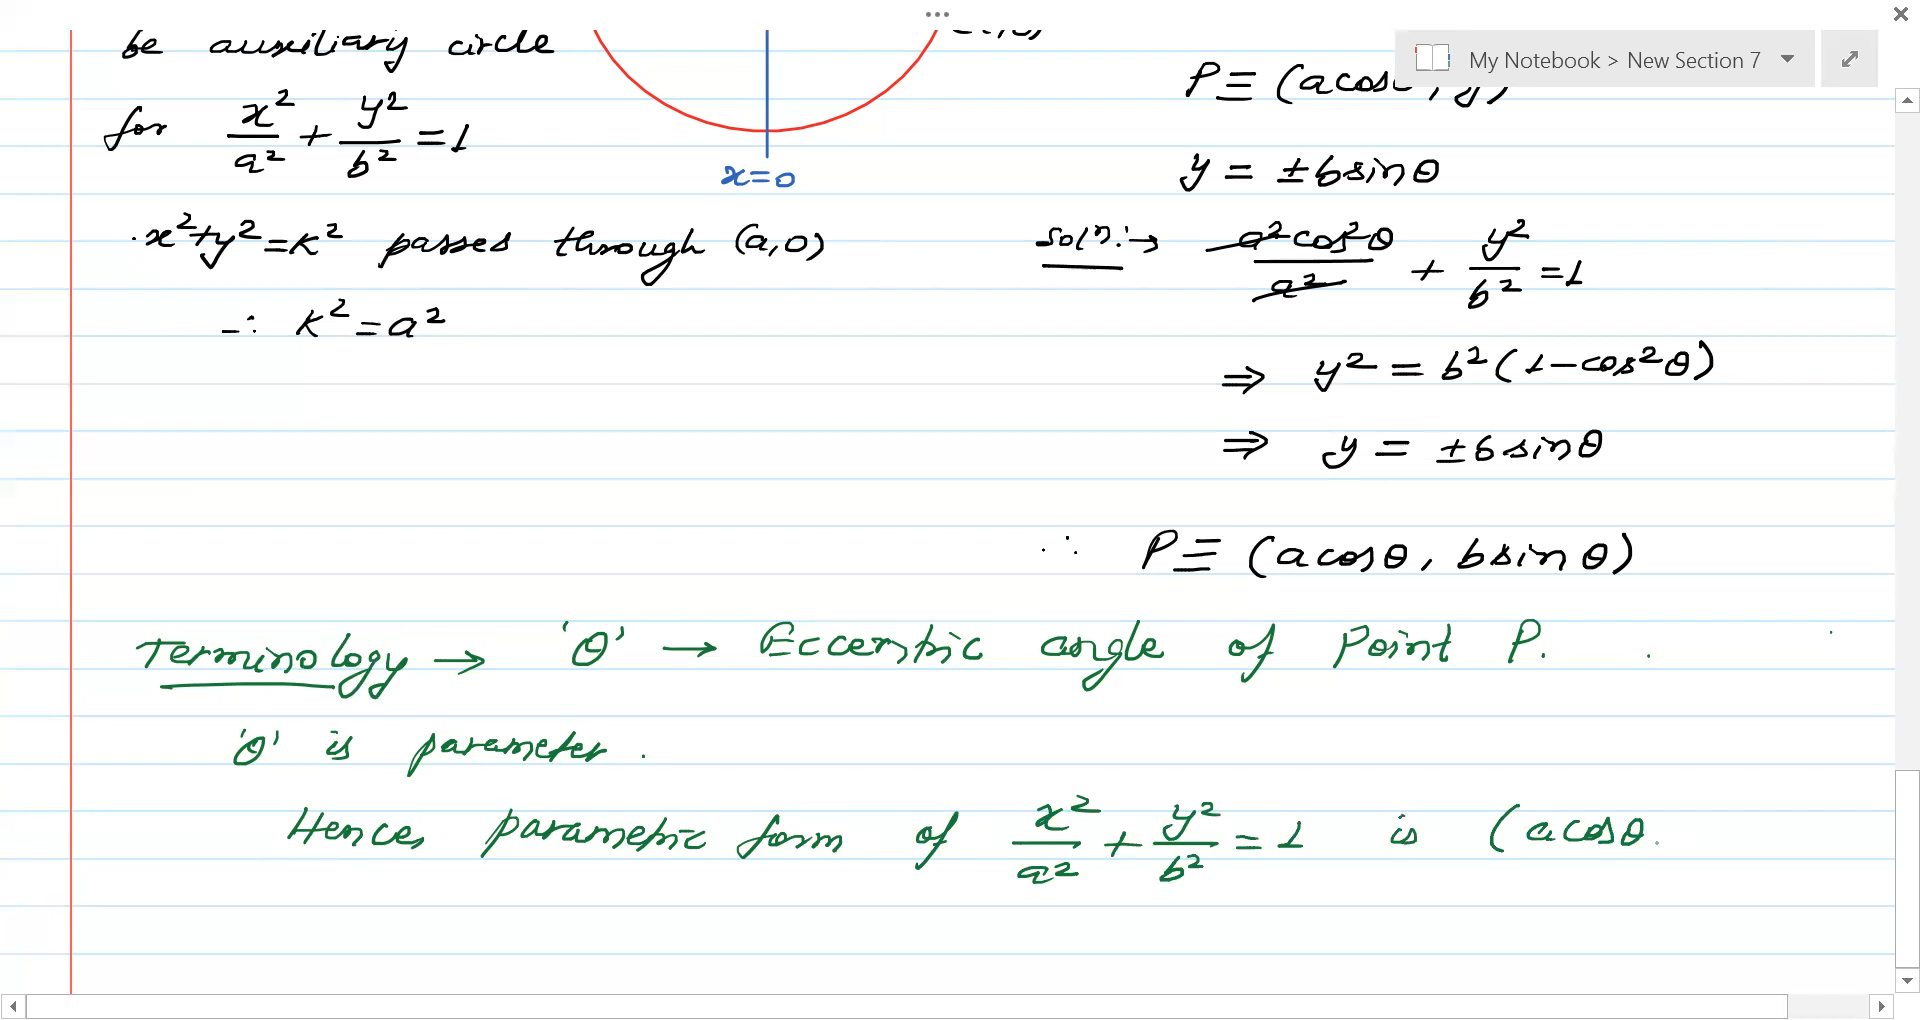 be auxiliary circle
for x²/a² + y²/b² = 1
x=0
x²+y²=K² passes through (a,0)
∴ K²=a²
My Notebook > New Section 7
P≡ (acos
y = ±bsinθ
Solⁿ:→ a²cos²θ/a² + y²/b² = 1
⇒ y² = b²(1-cos²θ)
⇒ y = ±bsinθ
∴ P≡ (acosθ, bsinθ)
Terminology → 'θ' → Eccentric angle of Point P.
'θ' is parameter.
Hence, parametric form of x²/a² + y²/b² = 1 is (acosθ